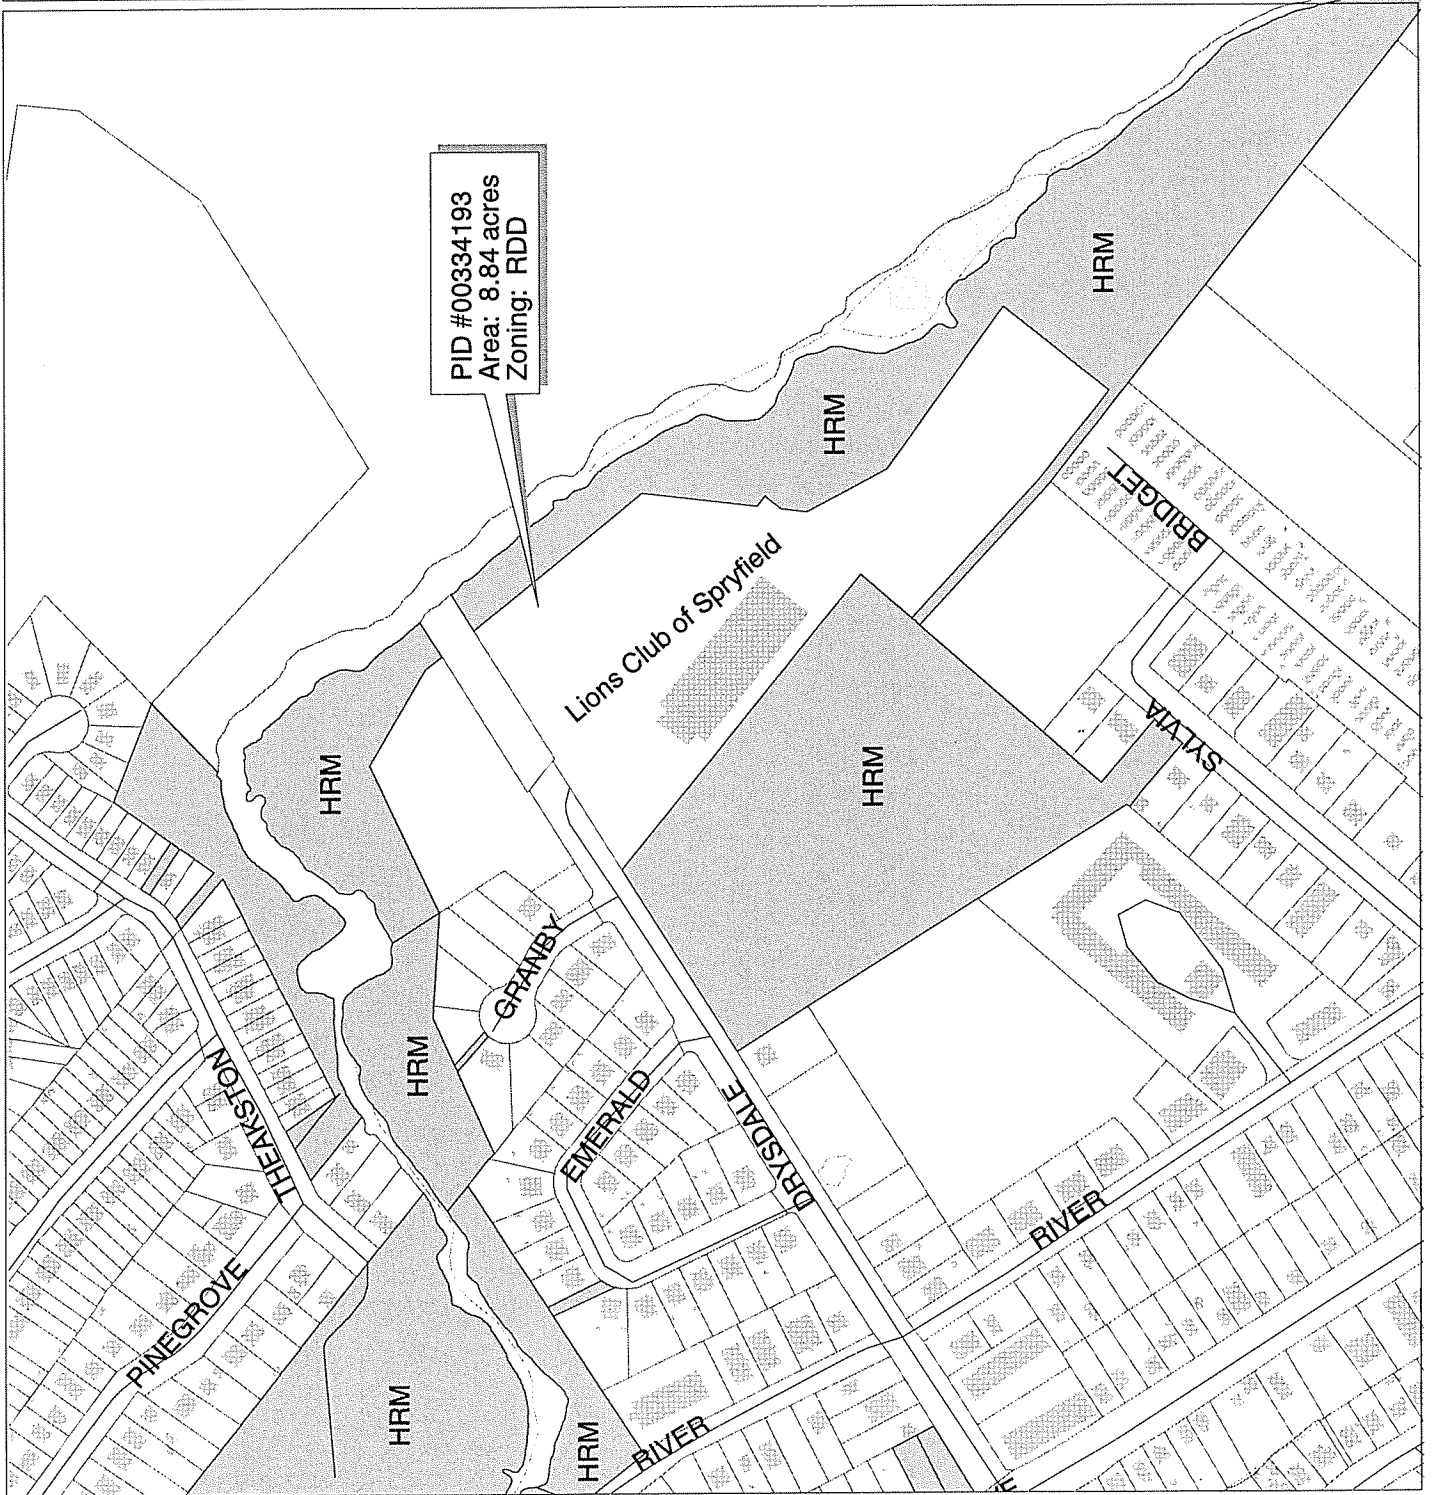 PID #00334193
Area: 8.84 acres
Zoning: RDD
HRM
HRM
BRIDGET
Lions Club of Spryfield
SYLVIA
HRM
HRM
GRANBY
HRM
THEAKSTON
EMERALD
DRYSDALE
RIVER
PINEGROVE
HRM
HRM
RIVER